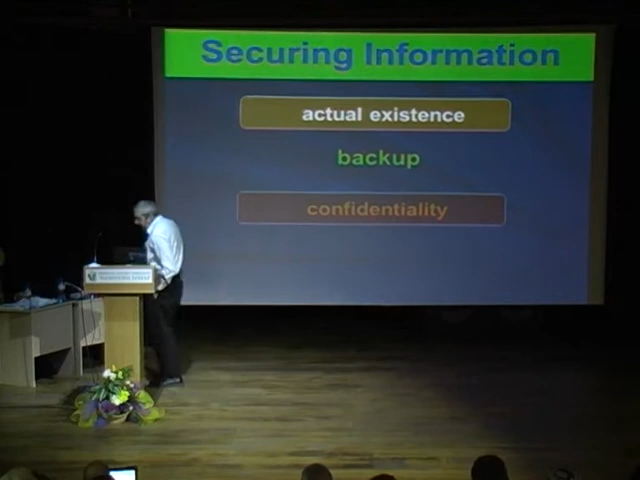 Securing Information
actual existence
backup
confidentiality